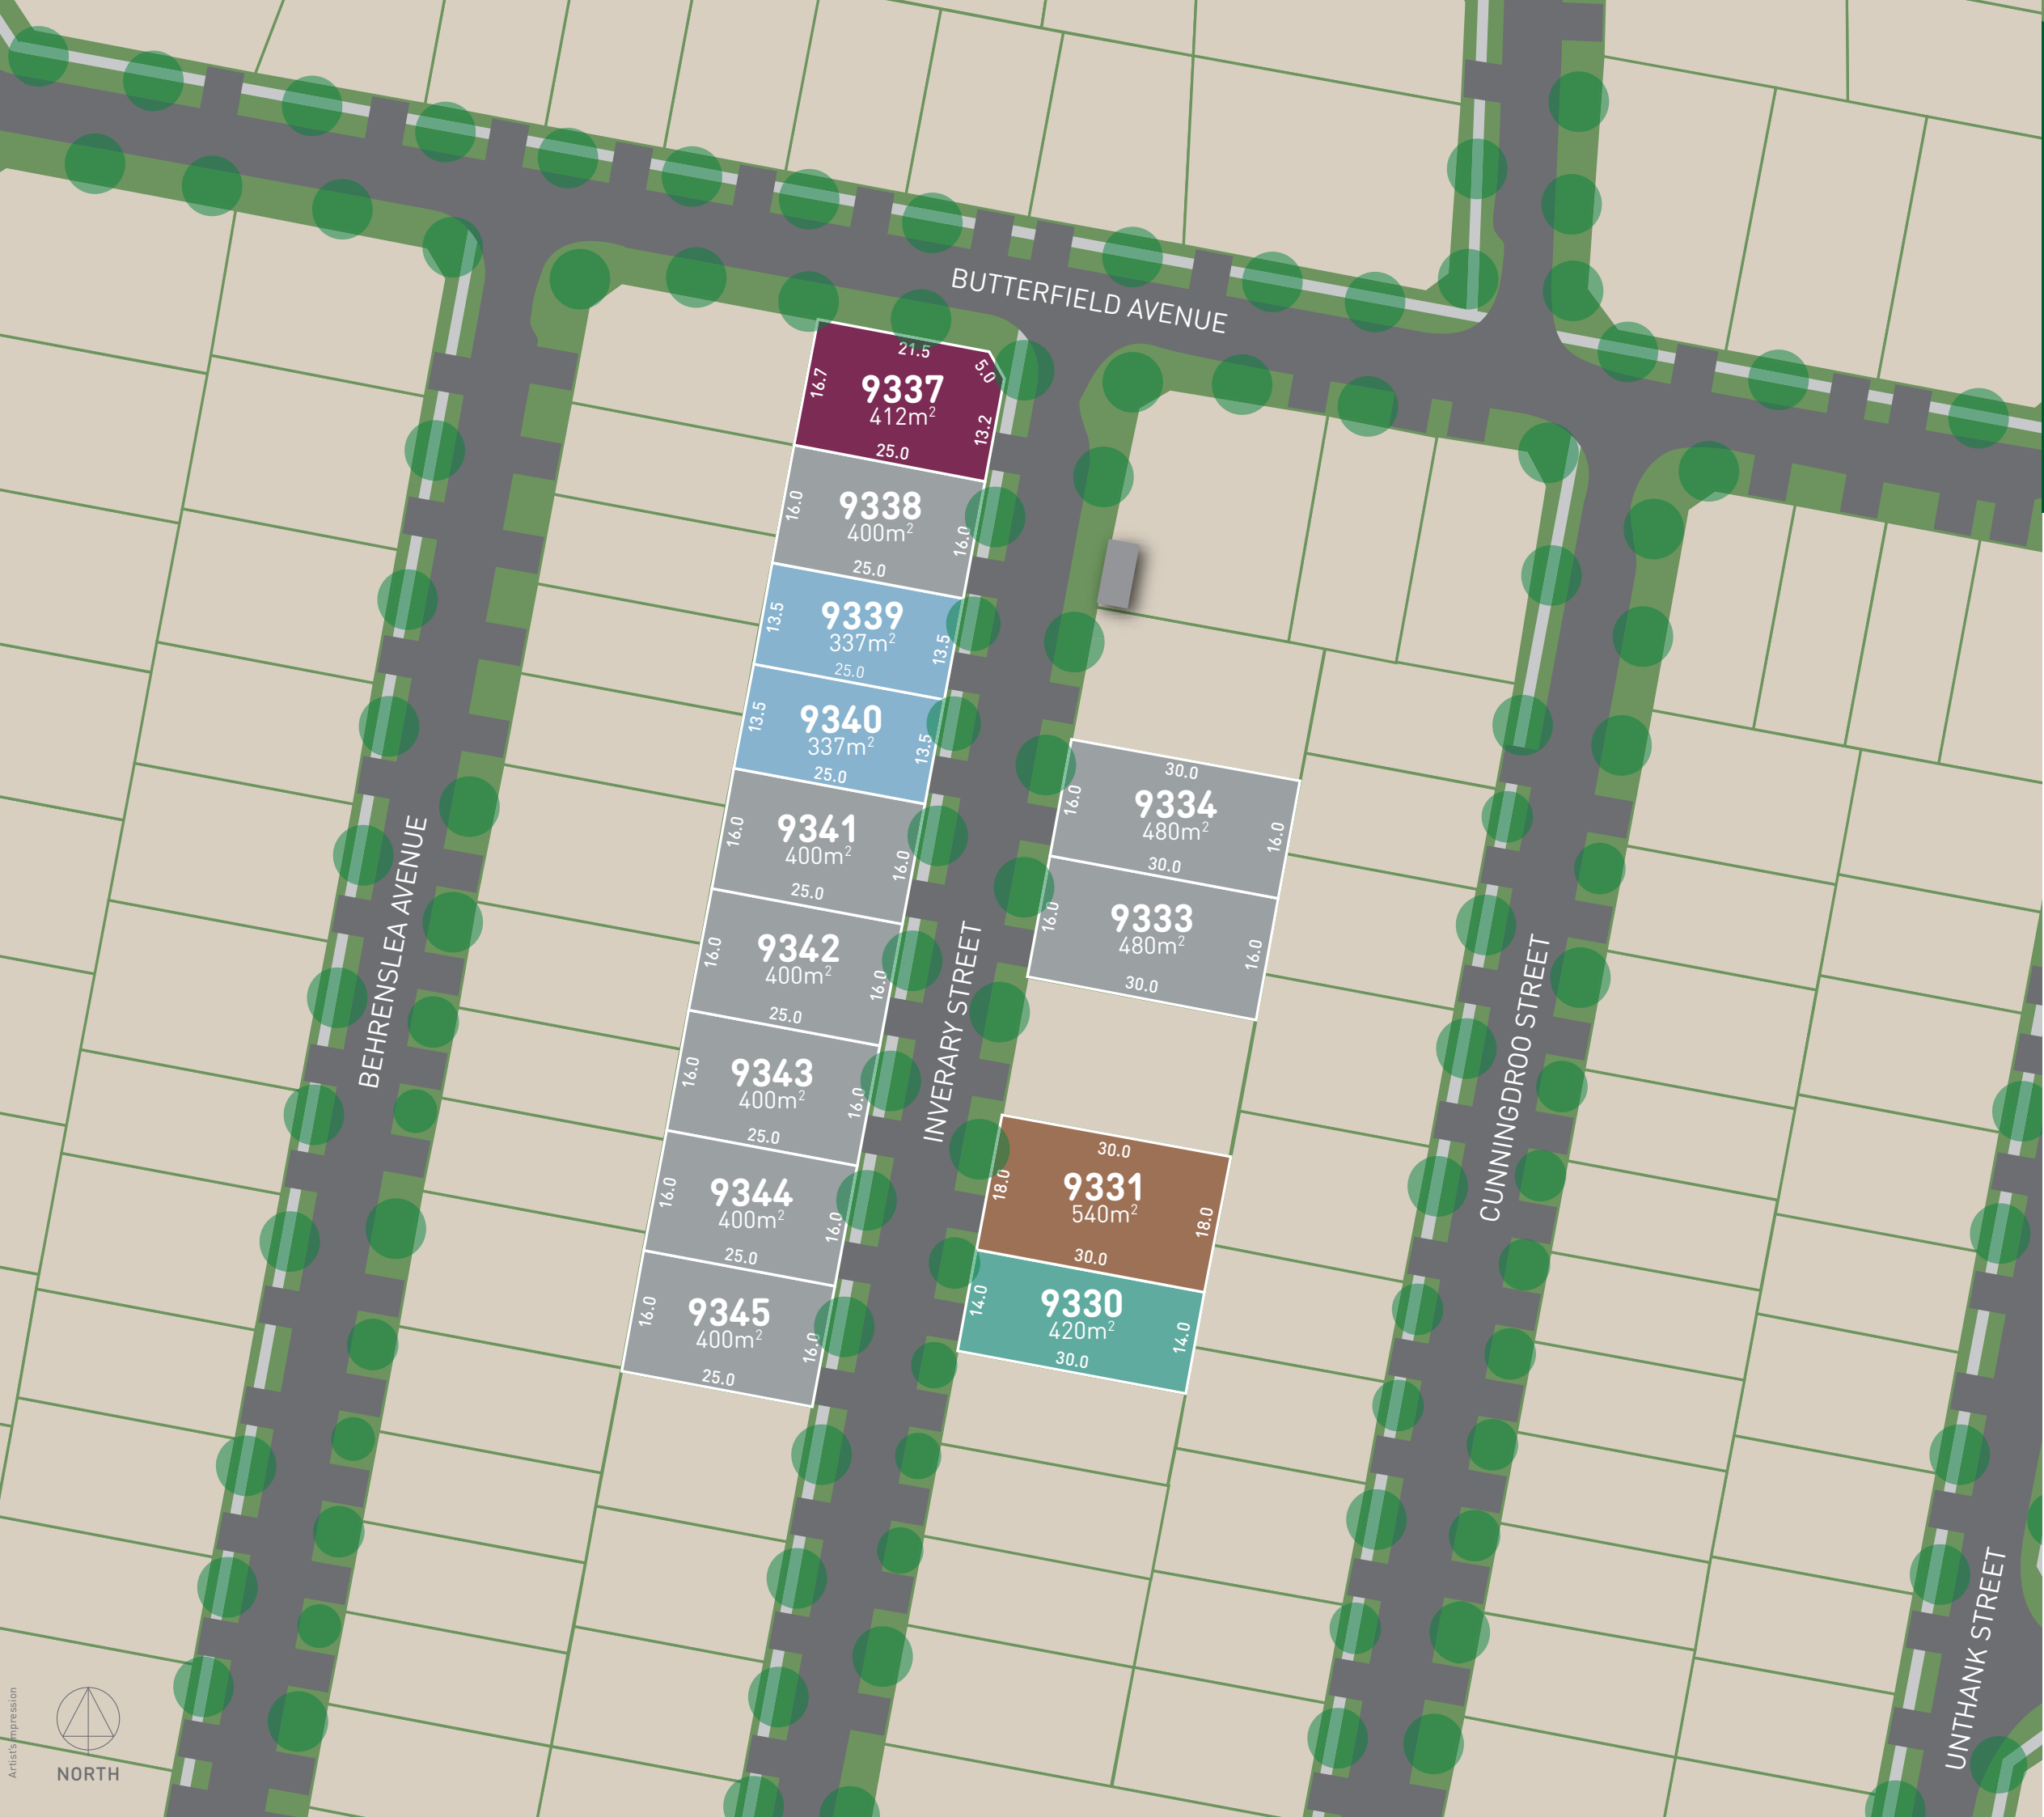 BUTTERFIELD AVENUE
21.5
5.0
16.7
9337
412m²
13.2
25.0
16.0
9338
400m²
16.0
25.0
13.5
9339
337m²
13.5
25.0
13.5
9340
337m²
13.5
25.0
16.0
9341
400m²
16.0
25.0
16.0
9342
400m²
16.0
25.0
16.0
9343
400m²
16.0
25.0
16.0
9344
400m²
16.0
25.0
16.0
9345
400m²
16.0
25.0
30.0
16.0
9334
480m²
16.0
30.0
16.0
9333
480m²
16.0
30.0
30.0
18.0
9331
540m²
18.0
30.0
14.0
9330
420m²
14.0
30.0
BEHRENSLEA AVENUE
INVERARY STREET
CUNNINGDROO STREET
UNTHANK STREET
Artist's impression
NORTH